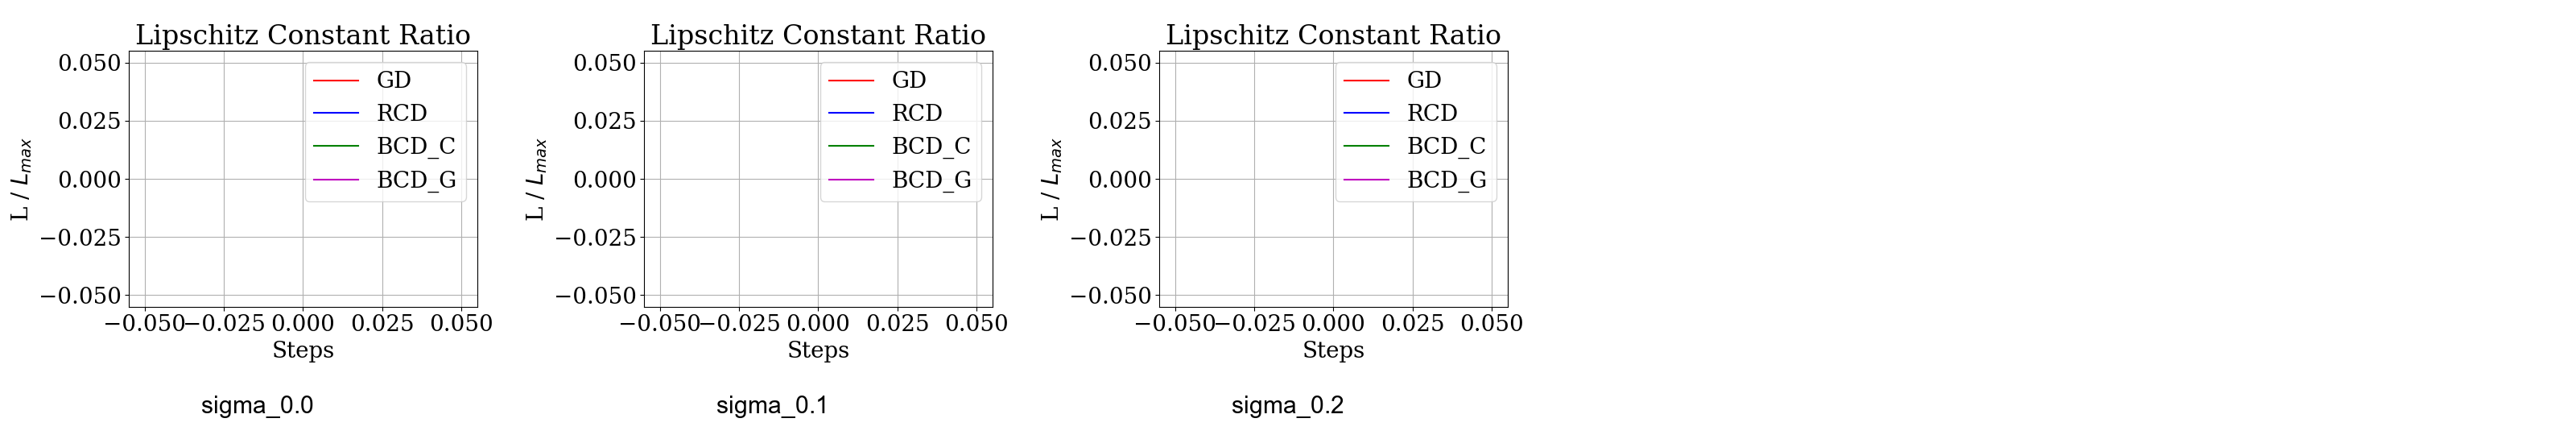 Lipschitz Constant Ratio
0.050
0.025
0.000
−0.025
−0.050
L / Lmax
GD
RCD
BCD_C
BCD_G
−0.050 −0.025 0.000 0.025 0.050
Steps
sigma_0.0
Lipschitz Constant Ratio
0.050
0.025
0.000
−0.025
−0.050
L / Lmax
GD
RCD
BCD_C
BCD_G
−0.050 −0.025 0.000 0.025 0.050
Steps
sigma_0.1
Lipschitz Constant Ratio
0.050
0.025
0.000
−0.025
−0.050
L / Lmax
GD
RCD
BCD_C
BCD_G
−0.050 −0.025 0.000 0.025 0.050
Steps
sigma_0.2